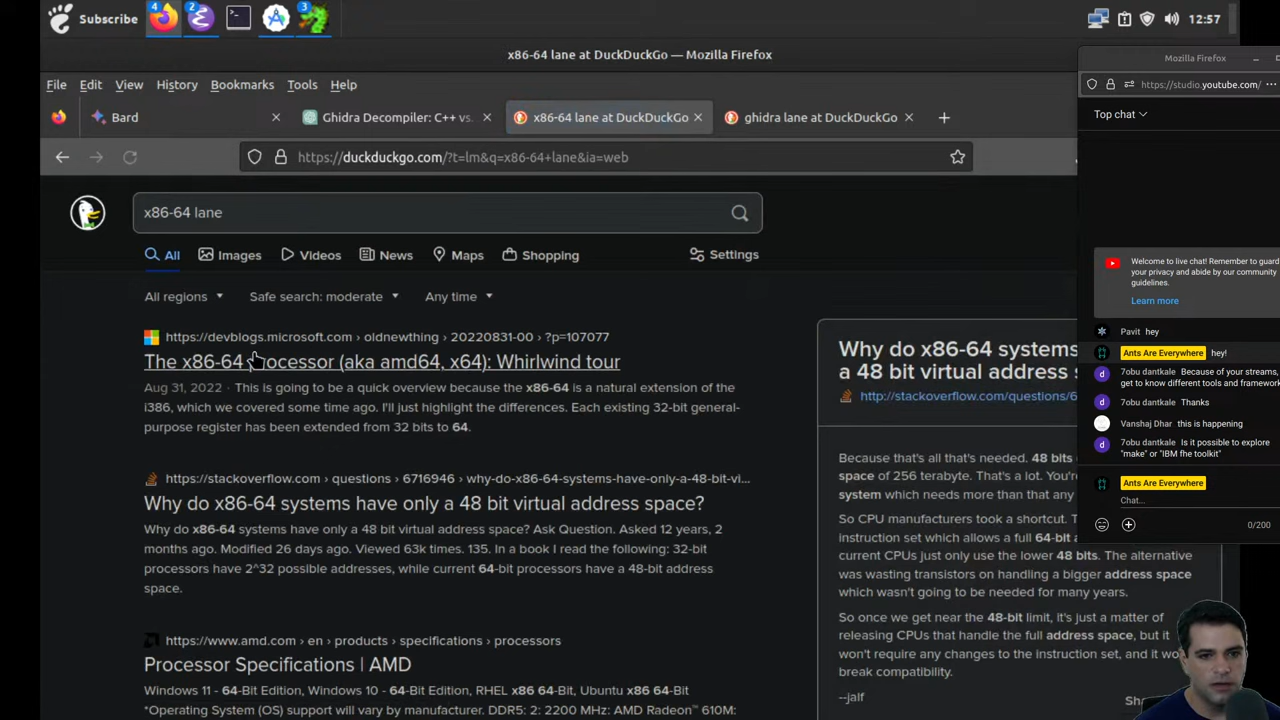 Subscribe
4
2
3
12:57
x86-64 lane at DuckDuckGo — Mozilla Firefox
File Edit View History Bookmarks Tools Help
Bard
Ghidra Decompiler: C++ vs.
x86-64 lane at DuckDuckGo
ghidra lane at DuckDuckGo
https://duckduckgo.com/?t=lm&q=x86-64+lane&ia=web
x86-64 lane
All Images Videos News Maps Shopping Settings
All regions Safe search: moderate Any time
https://devblogs.microsoft.com › oldnewthing › 20220831-00 › ?p=107077
The x86-64 processor (aka amd64, x64): Whirlwind tour
Aug 31, 2022 · This is going to be a quick overview because the x86-64 is a natural extension of the
i386, which we covered some time ago. I'll just highlight the differences. Each existing 32-bit general-
purpose register has been extended from 32 bits to 64.
https://stackoverflow.com › questions › 6716946 › why-do-x86-64-systems-have-only-a-48-bit-vi...
Why do x86-64 systems have only a 48 bit virtual address space?
Why do x86-64 systems have only a 48 bit virtual address space? Ask Question. Asked 12 years, 2
months ago. Modified 26 days ago. Viewed 63k times. 135. In a book I read the following: 32-bit
processors have 2^32 possible addresses, while current 64-bit processors have a 48-bit address
space.
https://www.amd.com › en › products › specifications › processors
Processor Specifications | AMD
Windows 11 - 64-Bit Edition, Windows 10 - 64-Bit Edition, RHEL x86 64-Bit, Ubuntu x86 64-Bit
*Operating System (OS) support will vary by manufacturer. DDR5: 2: 2200 MHz: AMD Radeon™ 610M:
Why do x86-64 systems
a 48 bit virtual address s
http://stackoverflow.com/questions/6
Because that's all that's needed. 48 bits
space of 256 terabyte. That's a lot. You're
system which needs more than that any
So CPU manufacturers took a shortcut. T
instruction set which allows a full 64-bit a
current CPUs just only use the lower 48 bits. The alternative
was wasting transistors on handling a bigger address space
which wasn't going to be needed for many years.
So once we get near the 48-bit limit, it's just a matter of
releasing CPUs that handle the full address space, but it
won't require any changes to the instruction set, and it wo
break compatibility.
--jalf
Sha
Mozilla Firefox
https://studio.youtube.com/
Top chat
Welcome to live chat! Remember to guard
your privacy and abide by our community
guidelines.
Learn more
Pavit hey
Ants Are Everywhere hey!
7obu dantkale Because of your streams,
get to know different tools and framework
7obu dantkale Thanks
Vanshaj Dhar this is happening
7obu dantkale Is it possible to explore
"make" or "IBM fhe toolkit"
Ants Are Everywhere
Chat...
0/200